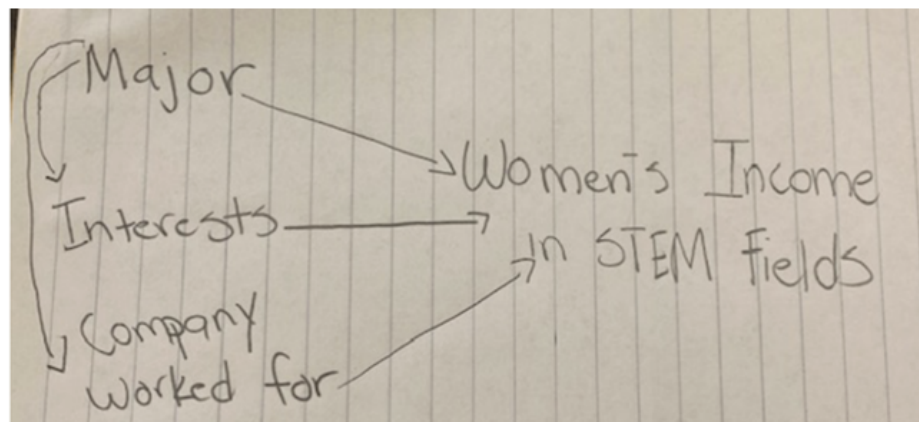 Major
Women's Income
Interests
in STEM Fields
Company
worked for